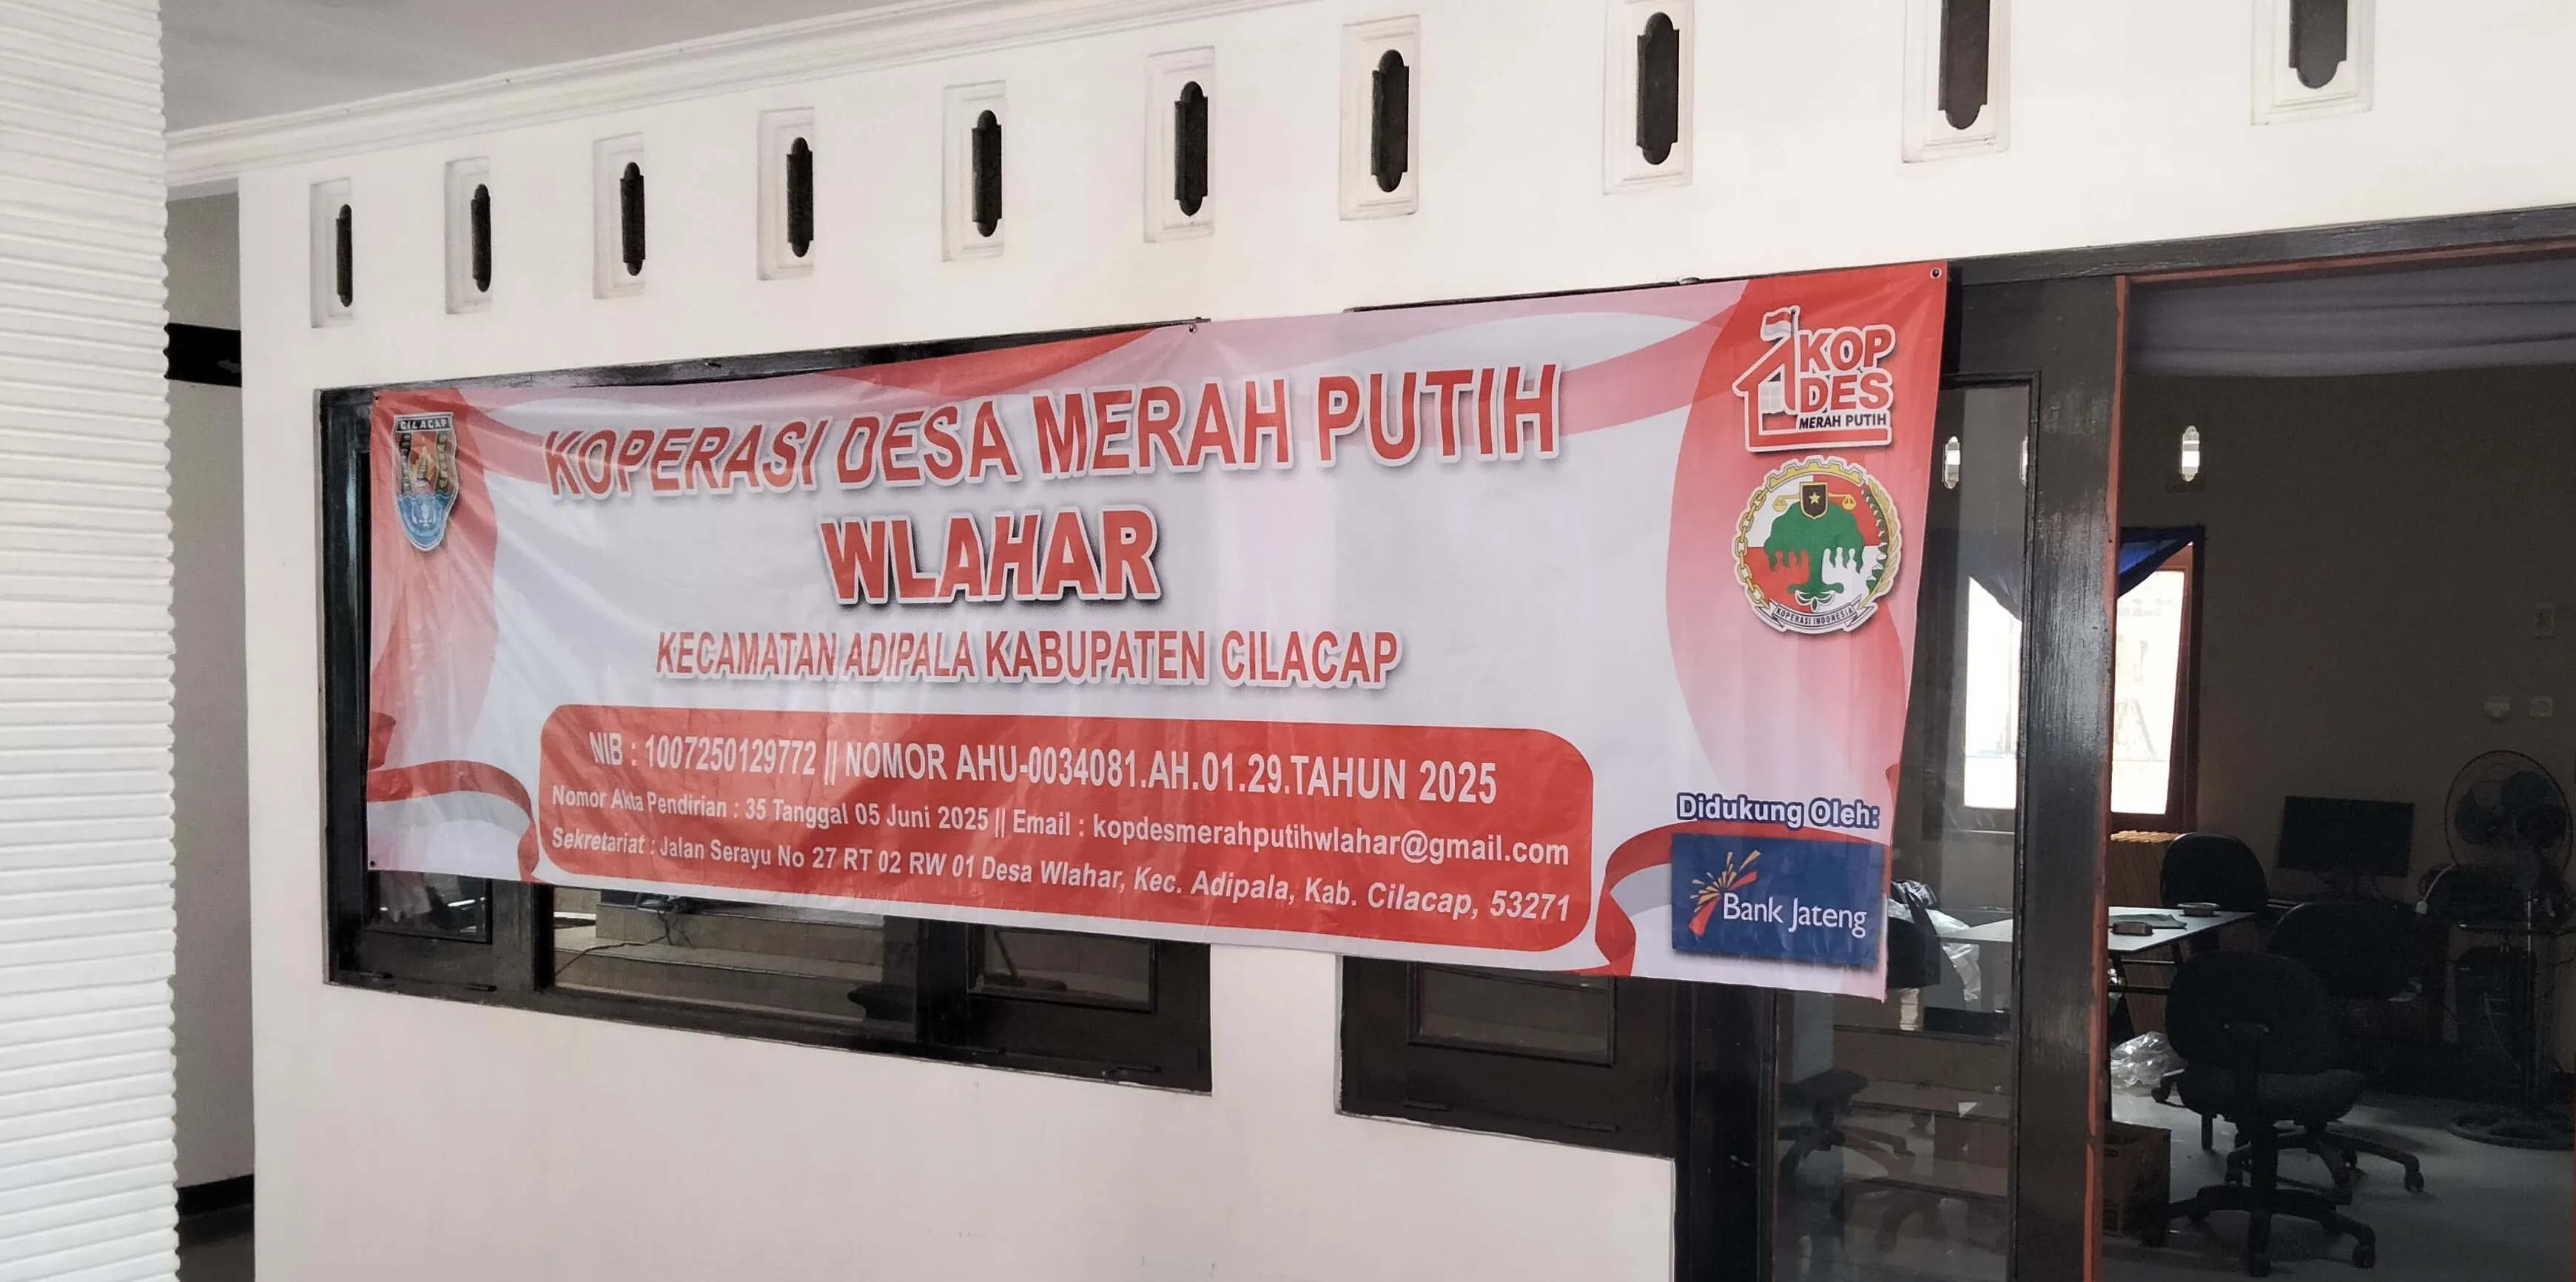 CILACAP
KOPERASI DESA MERAH PUTIH
WLAHAR
KECAMATAN ADIPALA KABUPATEN CILACAP
NIB : 1007250129772 || NOMOR AHU-0034081.AH.01.29.TAHUN 2025
Nomor Akta Pendirian : 35 Tanggal 05 Juni 2025 || Email : kopdesmerahputihwlahar@gmail.com
Sekretariat : Jalan Serayu No 27 RT 02 RW 01 Desa Wlahar, Kec. Adipala, Kab. Cilacap, 53271
KOP
DES
MERAH PUTIH
KOPERASI INDONESIA
Didukung Oleh:
Bank Jateng